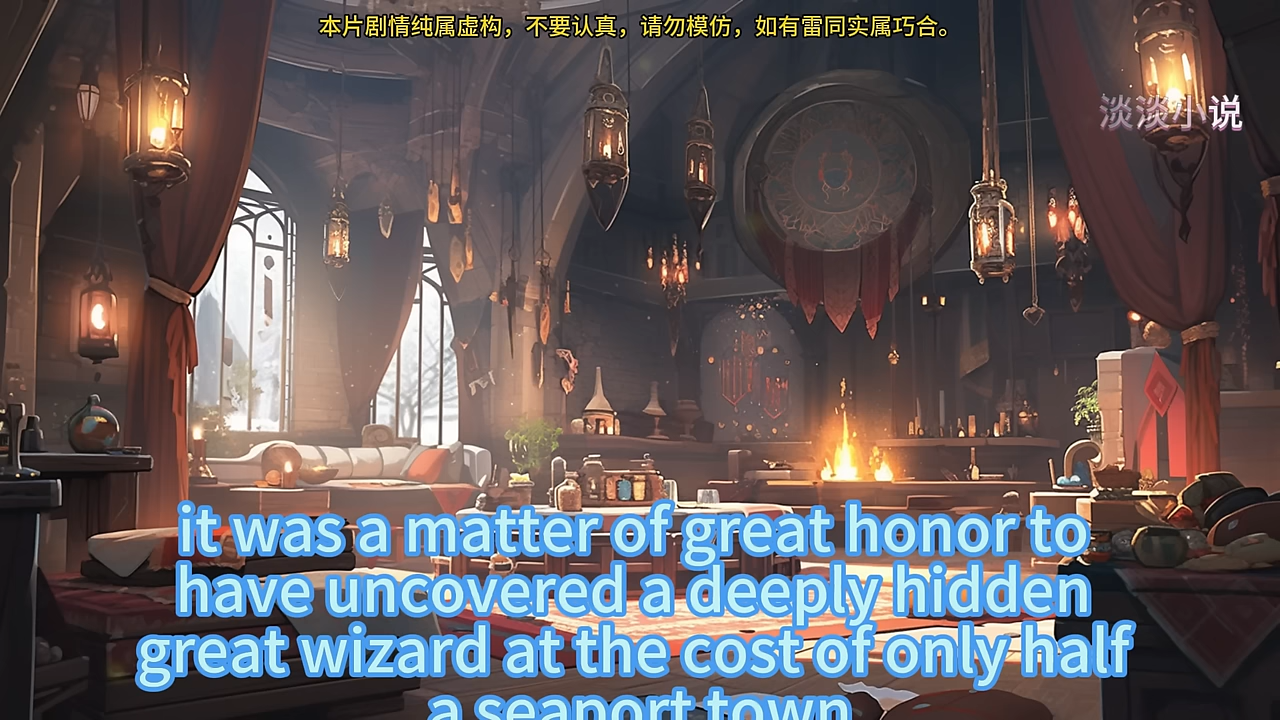 本片剧情纯属虚构，不要认真，请勿模仿，如有雷同实属巧合。
淡淡小说
it was a matter of great honor to
have uncovered a deeply hidden
great wizard at the cost of only half
a seaport town